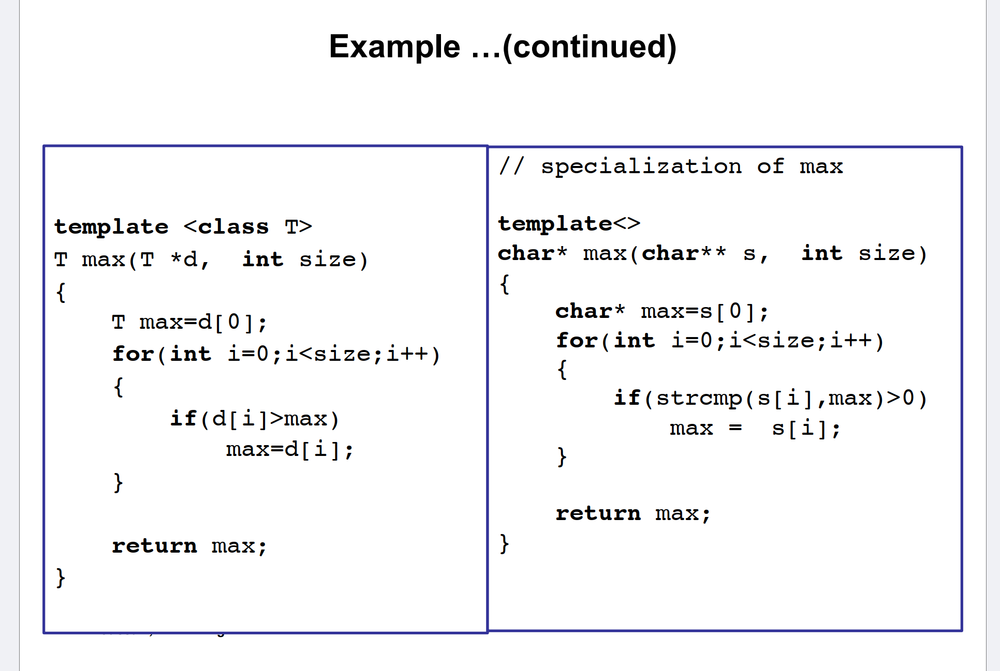 Example …(continued)
template <class T>
T max(T *d,  int size)
{
    T max=d[0];
    for(int i=0;i<size;i++)
    {
        if(d[i]>max)
            max=d[i];
    }
    return max;
}
// specialization of max
template<>
char* max(char** s,  int size)
{
    char* max=s[0];
    for(int i=0;i<size;i++)
    {
        if(strcmp(s[i],max)>0)
            max =  s[i];
    }
    return max;
}